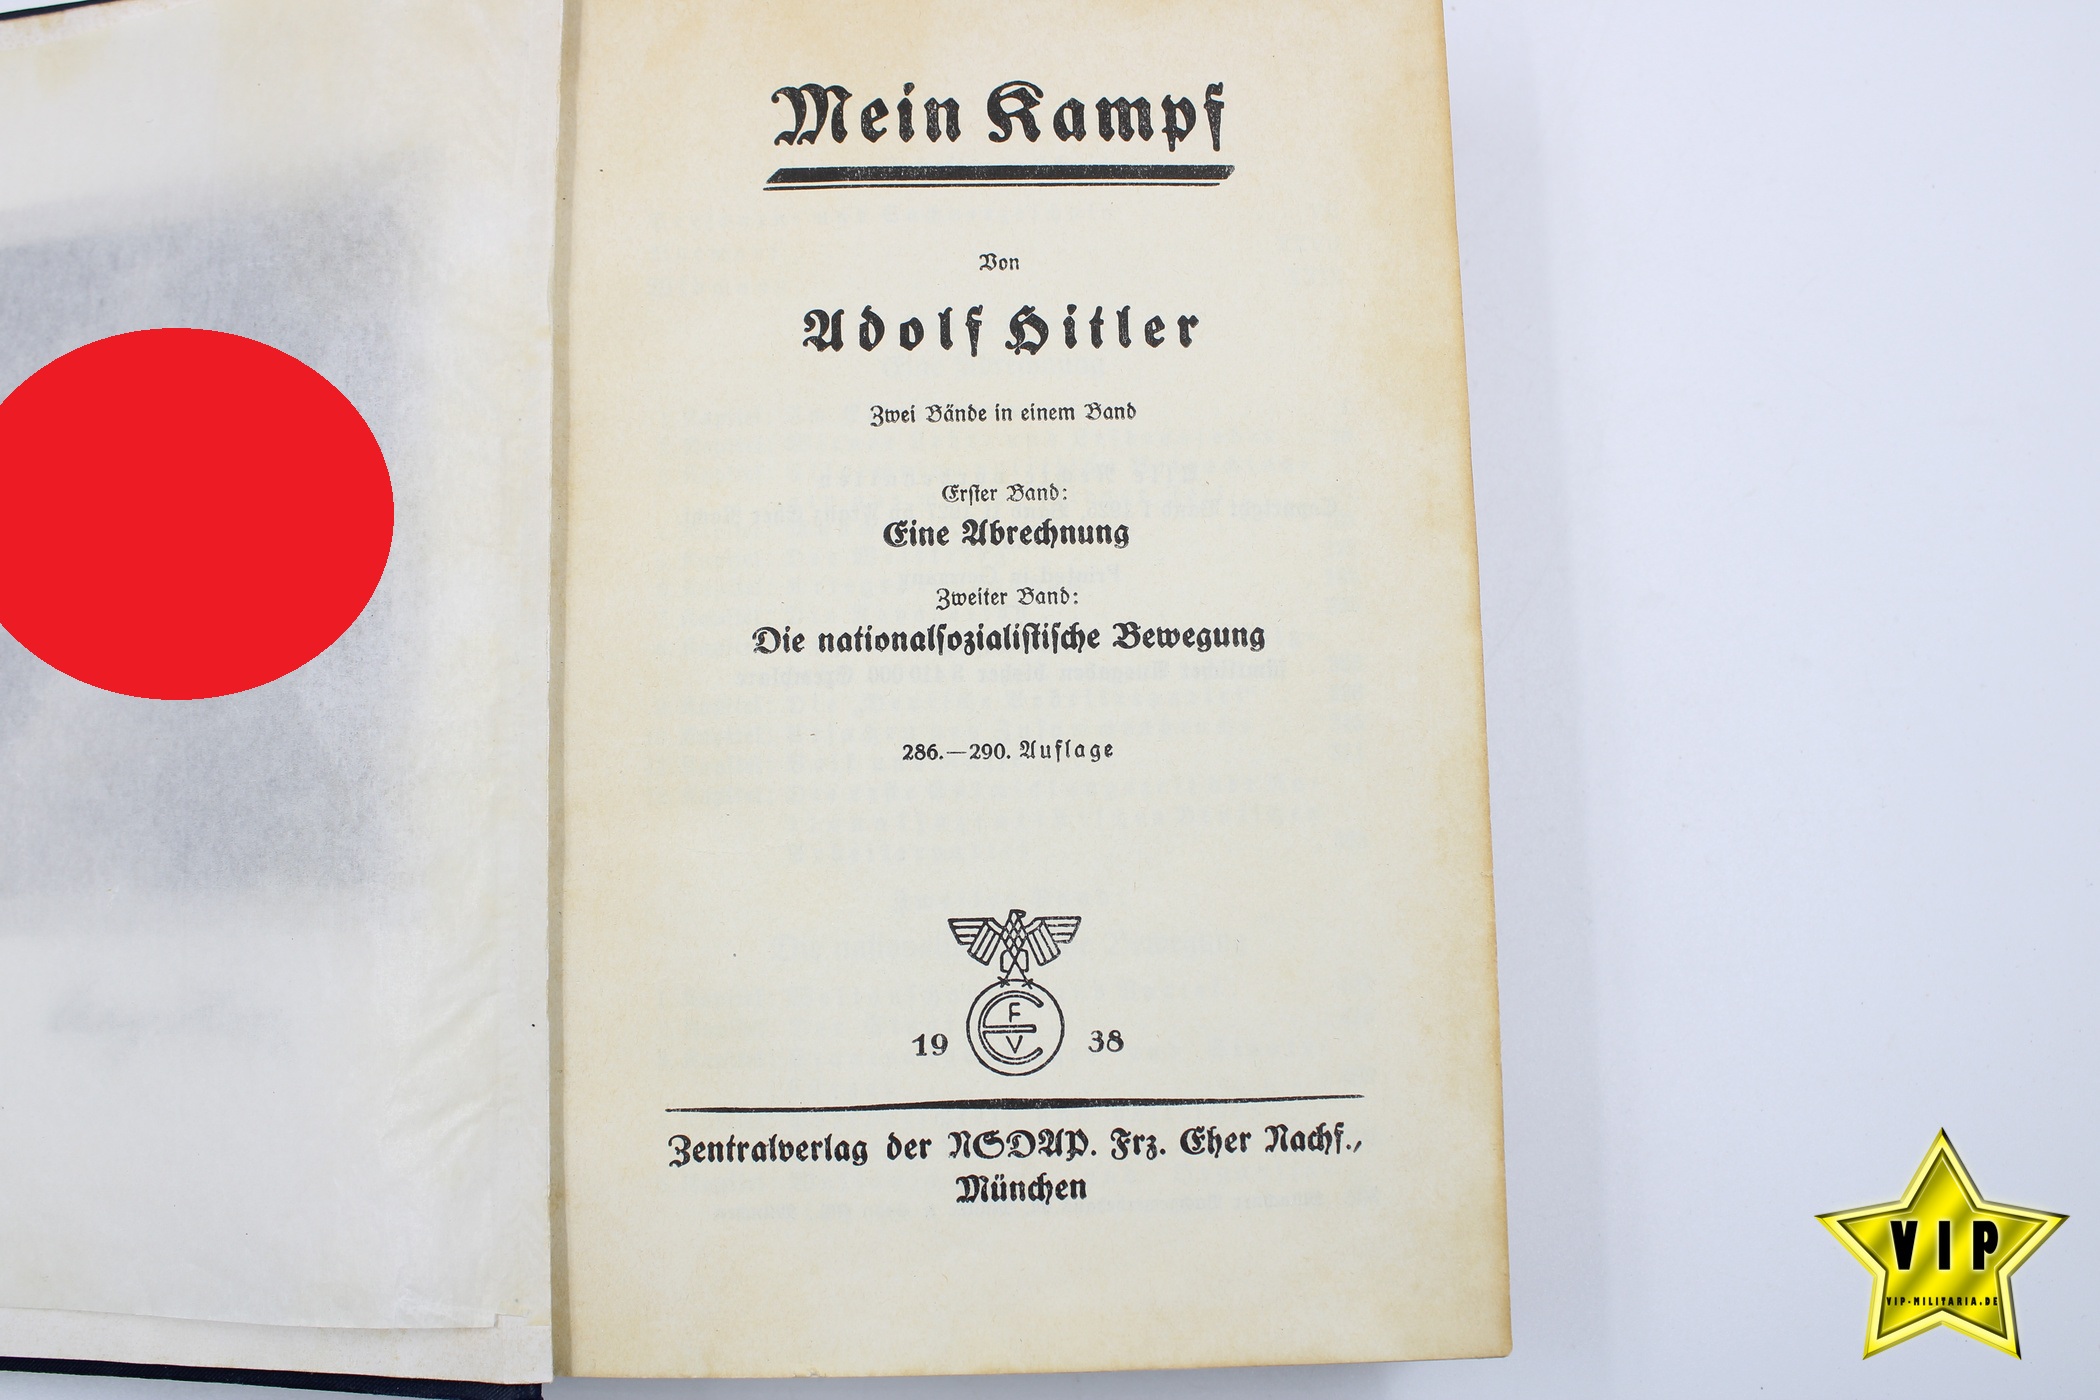 Mein Kampf
Von
Adolf Hitler
Zwei Bände in einem Band
Erster Band:
Eine Abrechnung
Zweiter Band:
Die nationalsozialistische Bewegung
286.—290. Auflage
F
E
V
19 38
Zentralverlag der NSDAP. Frz. Eher Nachf.,
München
VIP
VIP-MILITARIA.DE